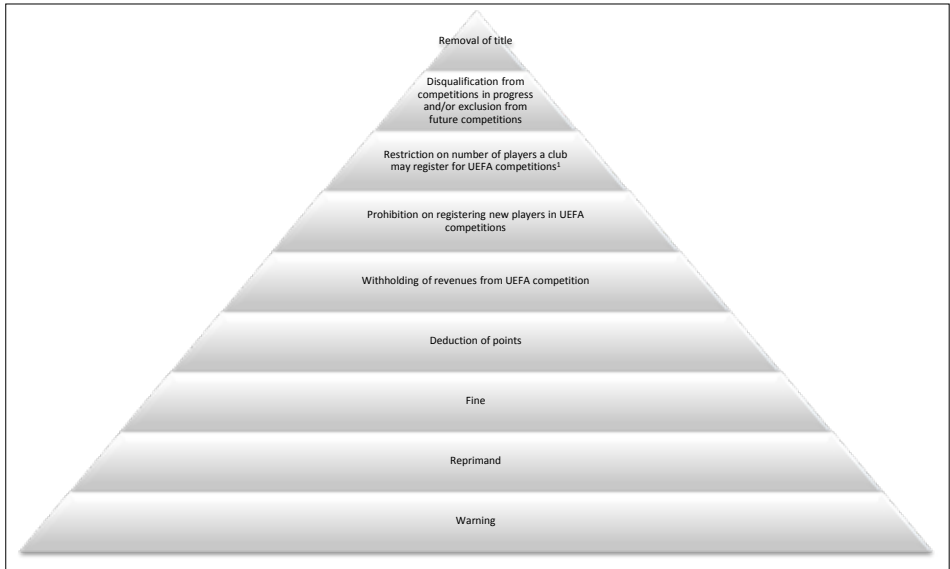 Removal of title
Disqualification from
competitions in progress
and/or exclusion from
future competitions
Restriction on number of players a club
may register for UEFA competitions¹
Prohibition on registering new players in UEFA
competitions
Withholding of revenues from UEFA competition
Deduction of points
Fine
Reprimand
Warning